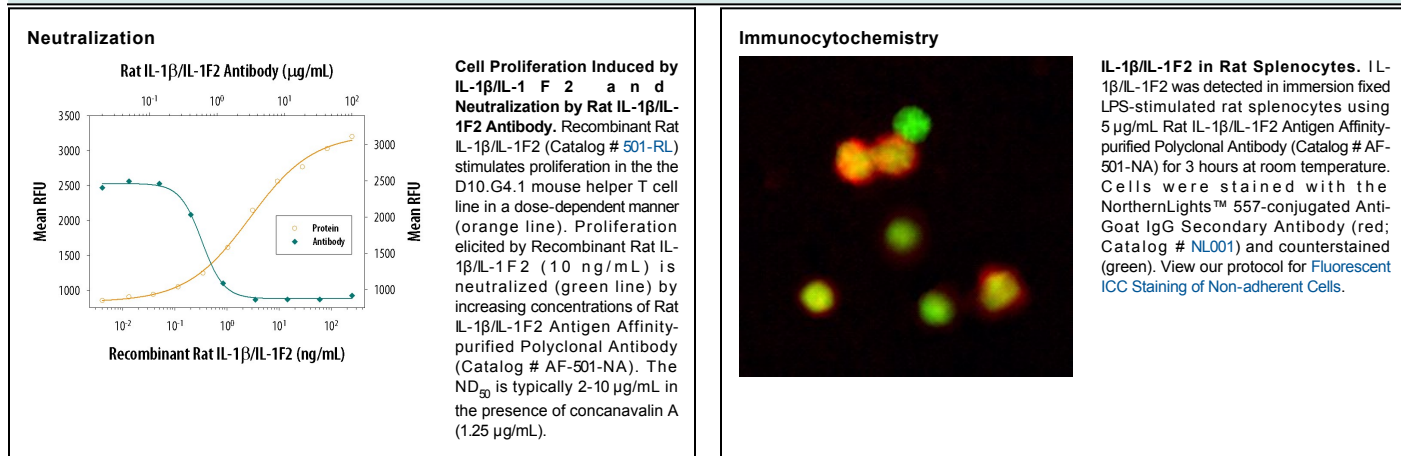 Neutralization
Rat IL-1β/IL-1F2 Antibody (µg/mL)
10-1 100 101 102
3500
3000
2500
2000
1500
1000
Mean RFU
3000
2500
2000
1500
1000
Mean RFU
Protein
Antibody
10-2 10-1 100 101 102
Recombinant Rat IL-1β/IL-1F2 (ng/mL)
Cell Proliferation Induced by
IL-1β/IL-1F2 and
Neutralization by Rat IL-1β/IL-
1F2 Antibody. Recombinant Rat
IL-1β/IL-1F2 (Catalog # 501-RL)
stimulates proliferation in the the
D10.G4.1 mouse helper T cell
line in a dose-dependent manner
(orange line). Proliferation
elicited by Recombinant Rat IL-
1β/IL-1F2 (10 ng/mL) is
neutralized (green line) by
increasing concentrations of Rat
IL-1β/IL-1F2 Antigen Affinity-
purified Polyclonal Antibody
(Catalog # AF-501-NA). The
ND50 is typically 2-10 µg/mL in
the presence of concanavalin A
(1.25 µg/mL).
Immunocytochemistry
IL-1β/IL-1F2 in Rat Splenocytes. IL-
1β/IL-1F2 was detected in immersion fixed
LPS-stimulated rat splenocytes using
5 µg/mL Rat IL-1β/IL-1F2 Antigen Affinity-
purified Polyclonal Antibody (Catalog # AF-
501-NA) for 3 hours at room temperature.
Cells were stained with the
NorthernLights™ 557-conjugated Anti-
Goat IgG Secondary Antibody (red;
Catalog # NL001) and counterstained
(green). View our protocol for Fluorescent
ICC Staining of Non-adherent Cells.